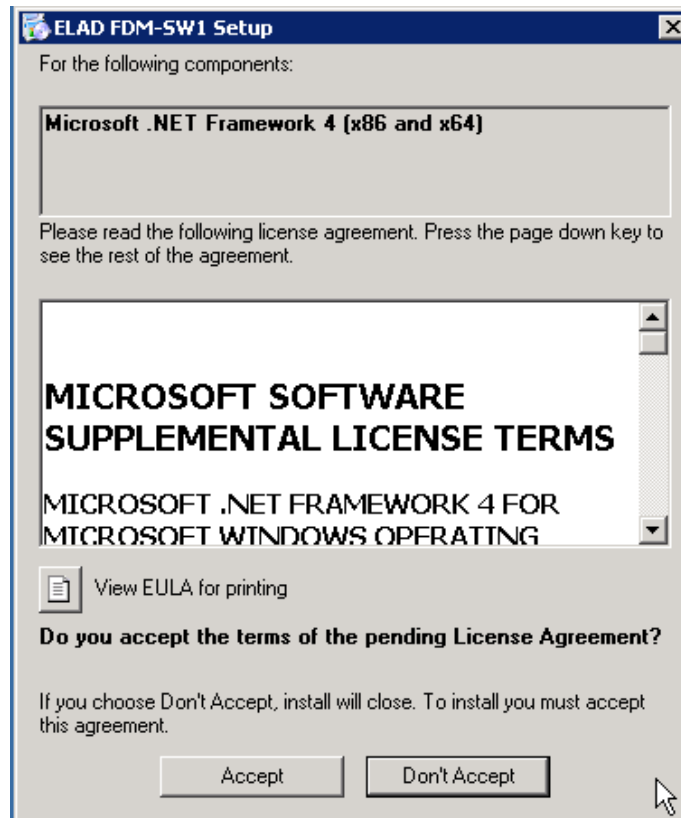 ELAD FDM-SW1 Setup
For the following components:
Microsoft .NET Framework 4 (x86 and x64)
Please read the following license agreement. Press the page down key to
see the rest of the agreement.
MICROSOFT SOFTWARE
SUPPLEMENTAL LICENSE TERMS
MICROSOFT .NET FRAMEWORK 4 FOR
MICROSOFT WINDOWS OPERATING
View EULA for printing
Do you accept the terms of the pending License Agreement?
If you choose Don't Accept, install will close. To install you must accept
this agreement.
Accept
Don't Accept